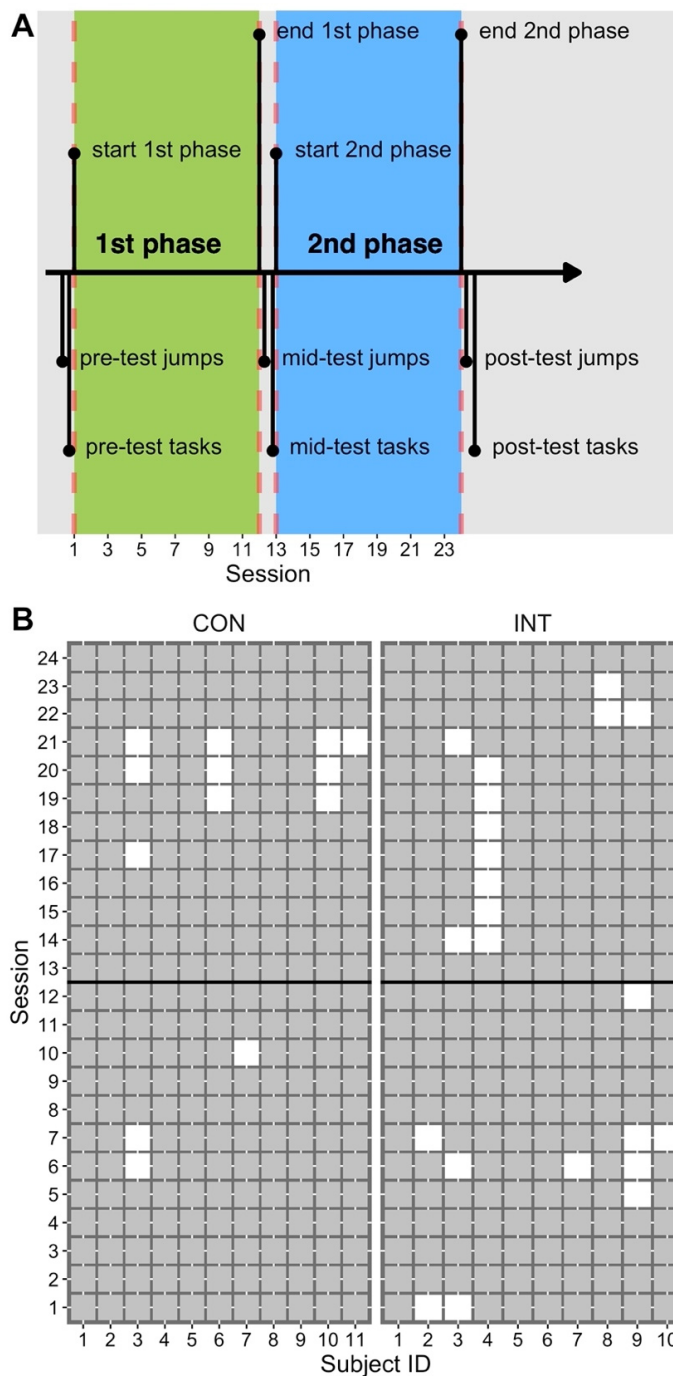 A
end 1st phase end 2nd phase
start 1st phase start 2nd phase
1st phase 2nd phase
pre-test jumps mid-test jumps post-test jumps
pre-test tasks mid-test tasks post-test tasks
1 3 5 7 9 11 13 15 17 19 21 23
Session
B
CON INT
24
23
22
21
20
19
18
17
16
15
14
13
12
11
10
9
8
7
6
5
4
3
2
1
Session
1 2 3 4 5 6 7 8 9 10 11 1 2 3 4 5 6 7 8 9 10
Subject ID